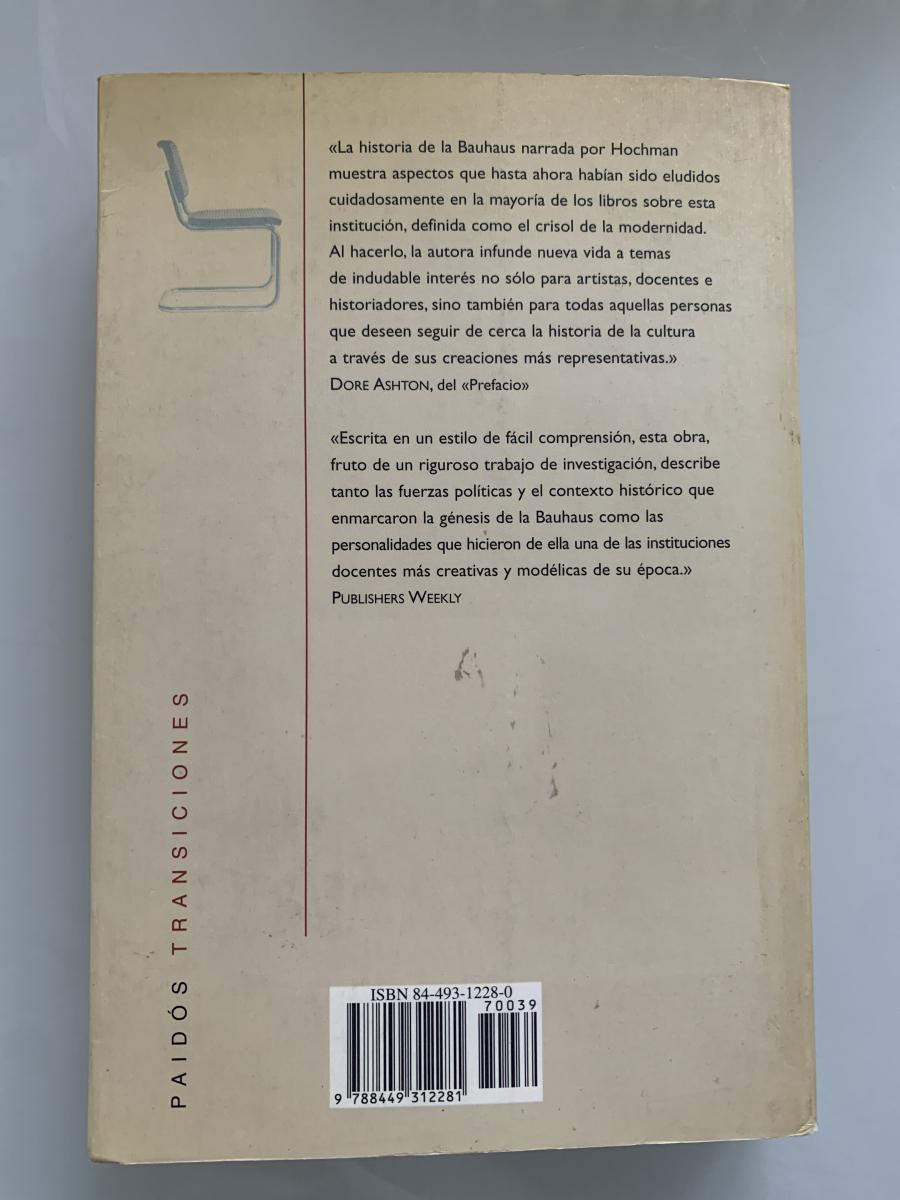 «La historia de la Bauhaus narrada por Hochman
muestra aspectos que hasta ahora habían sido eludidos
cuidadosamente en la mayoría de los libros sobre esta
institución, definida como el crisol de la modernidad.
Al hacerlo, la autora infunde nueva vida a temas
de indudable interés no sólo para artistas, docentes e
historiadores, sino también para todas aquellas personas
que deseen seguir de cerca la historia de la cultura
a través de sus creaciones más representativas.»
DORE ASHTON, del «Prefacio»
«Escrita en un estilo de fácil comprensión, esta obra,
fruto de un riguroso trabajo de investigación, describe
tanto las fuerzas políticas y el contexto histórico que
enmarcaron la génesis de la Bauhaus como las
personalidades que hicieron de ella una de las instituciones
docentes más creativas y modélicas de su época.»
PUBLISHERS WEEKLY
PAIDÓS TRANSICIONES
ISBN 84-493-1228-0
70039
9 788449 312281